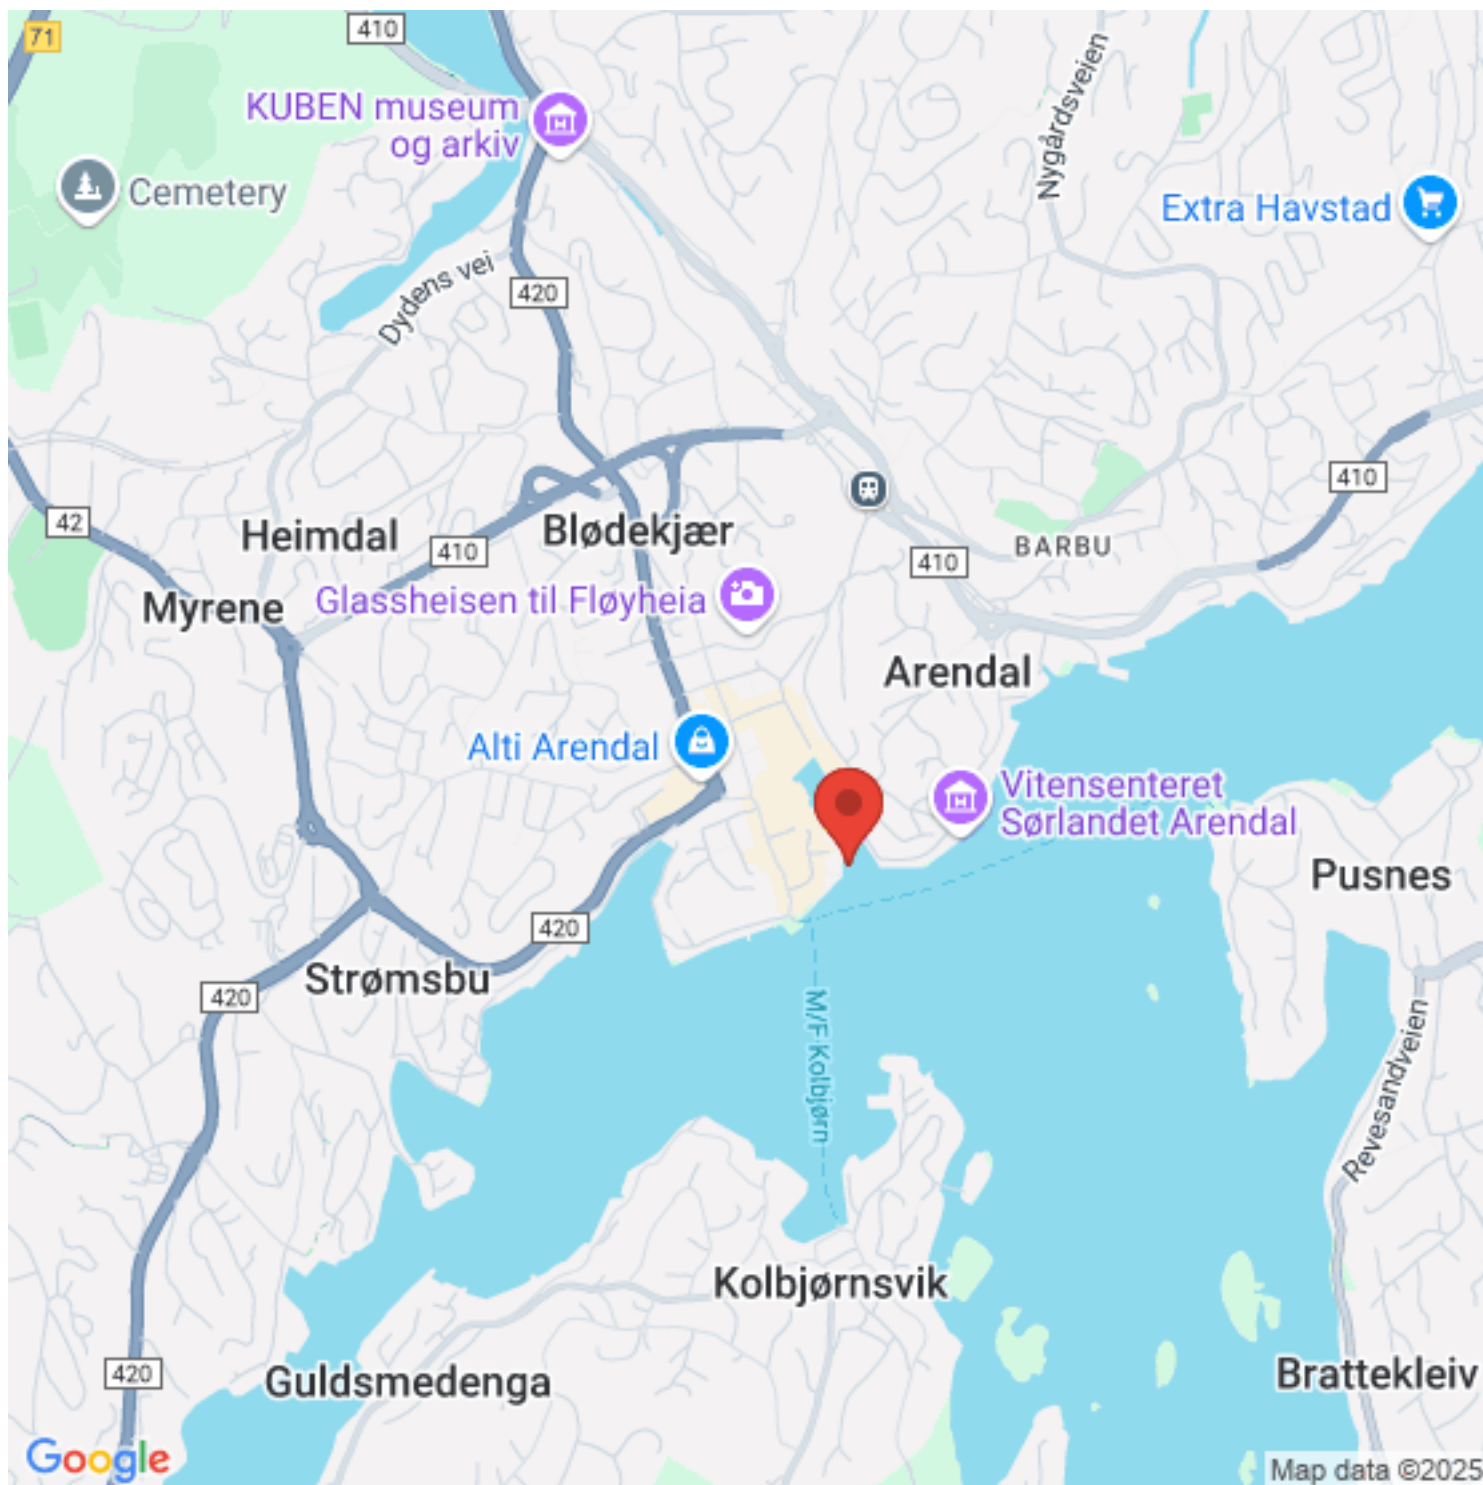 71
410
KUBEN museum
og arkiv
Nygårdsveien
Cemetery
Extra Havstad
Dydens vei
420
410
42
Heimdal
Blødekjær
410
BARBU
410
Glassheisen til Fløyheia
Myrene
Arendal
Alti Arendal
Vitensenteret
Sørlandet Arendal
Pusnes
420
Strømsbu
420
M/F Kolbjørn
Revesandveien
Kolbjørnsvik
420
Guldsmedenga
Brattekleiv
Google
Map data ©2025